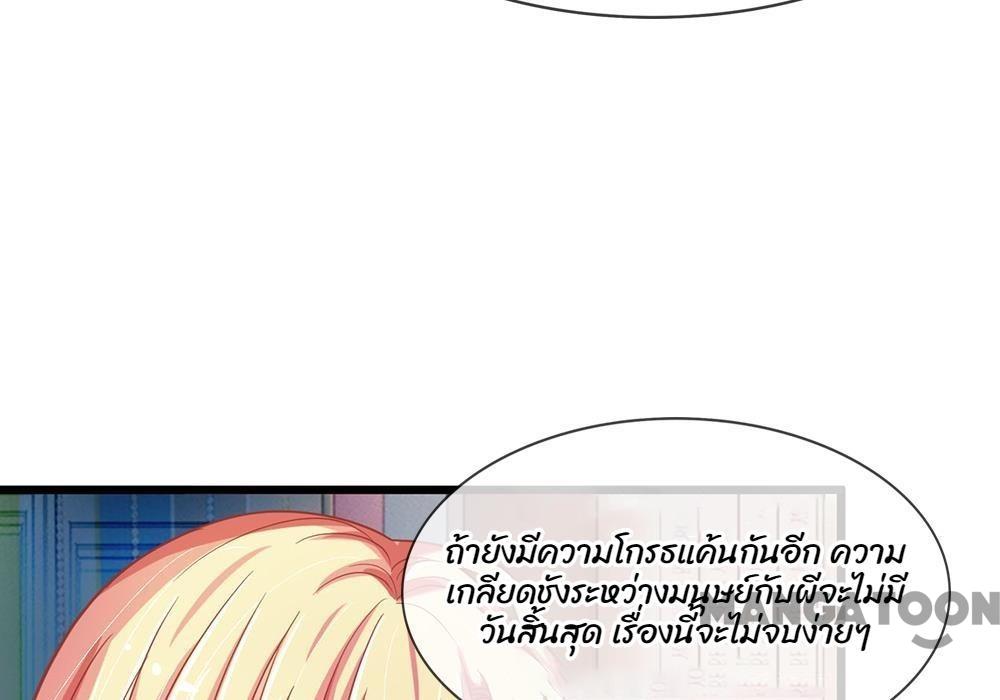 ถ้ายังมีความโกรธแค้นกันอีก ความ
เกลียดชังระหว่างมนุษย์กับผีจะไม่มี
วันสิ้นสุด เรื่องนี้จะไม่จบง่ายๆ
MANGATOON